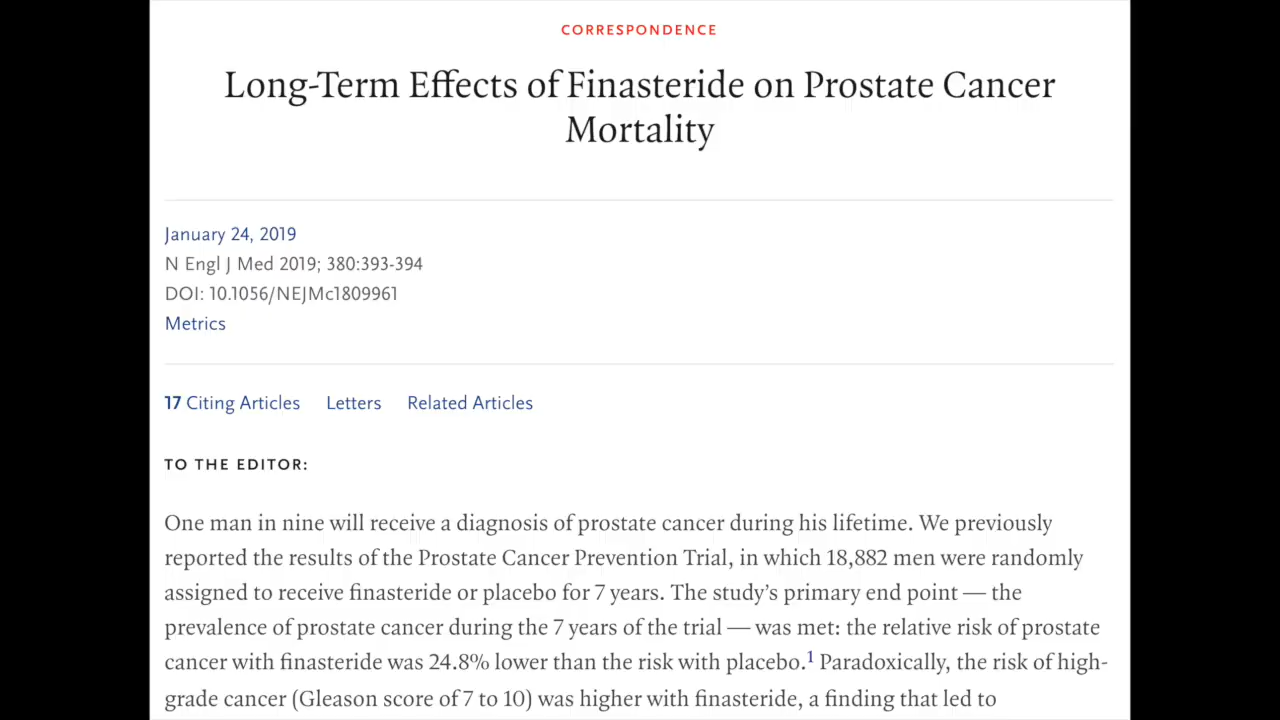 CORRESPONDENCE
Long-Term Effects of Finasteride on Prostate Cancer
Mortality
January 24, 2019
N Engl J Med 2019; 380:393-394
DOI: 10.1056/NEJMc1809961
Metrics
17 Citing Articles Letters Related Articles
TO THE EDITOR:
One man in nine will receive a diagnosis of prostate cancer during his lifetime. We previously
reported the results of the Prostate Cancer Prevention Trial, in which 18,882 men were randomly
assigned to receive finasteride or placebo for 7 years. The study’s primary end point — the
prevalence of prostate cancer during the 7 years of the trial — was met: the relative risk of prostate
cancer with finasteride was 24.8% lower than the risk with placebo.1 Paradoxically, the risk of high-
grade cancer (Gleason score of 7 to 10) was higher with finasteride, a finding that led to